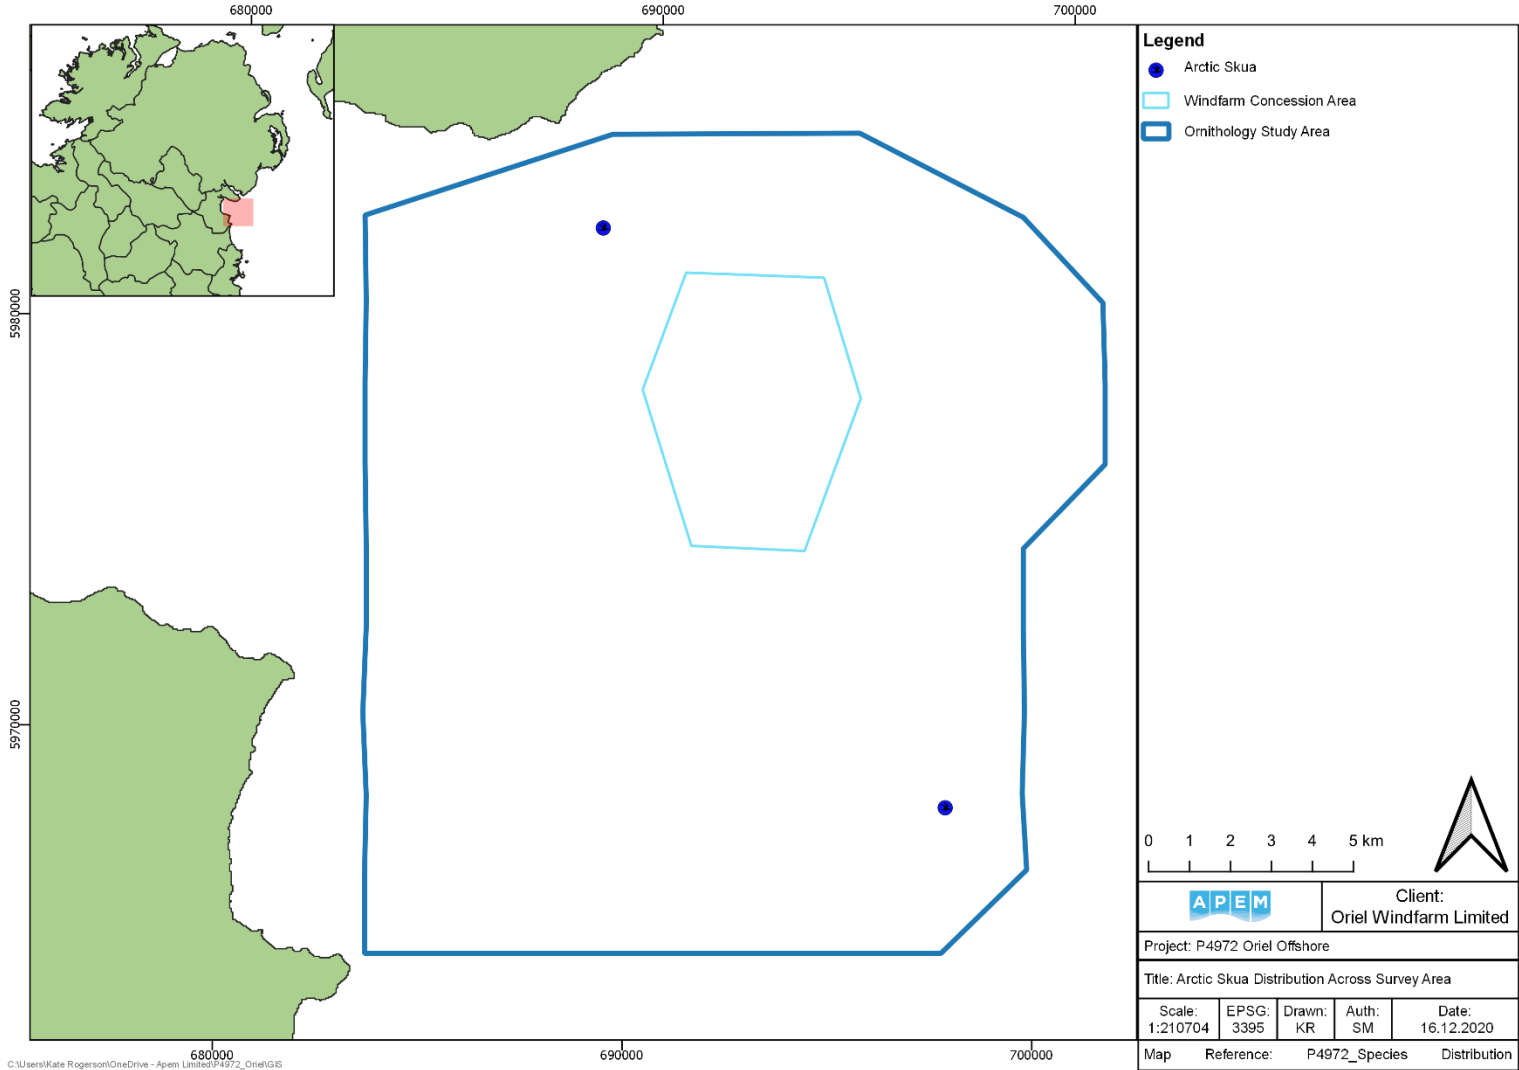 680000
690000
700000
Legend
Arctic Skua
Windfarm Concession Area
Ornithology Study Area
5980000
5970000
0 1 2 3 4 5 km
APEM
Client:
Oriel Windfarm Limited
Project: P4972 Oriel Offshore
Title: Arctic Skua Distribution Across Survey Area
Scale:
1:210704
EPSG:
3395
Drawn:
KR
Auth:
SM
Date:
16.12.2020
Map Reference: P4972_Species Distribution
680000
690000
700000
C:\Users\Kate Rogerson\OneDrive - Apem Limited\P4972_Oriel\GIS